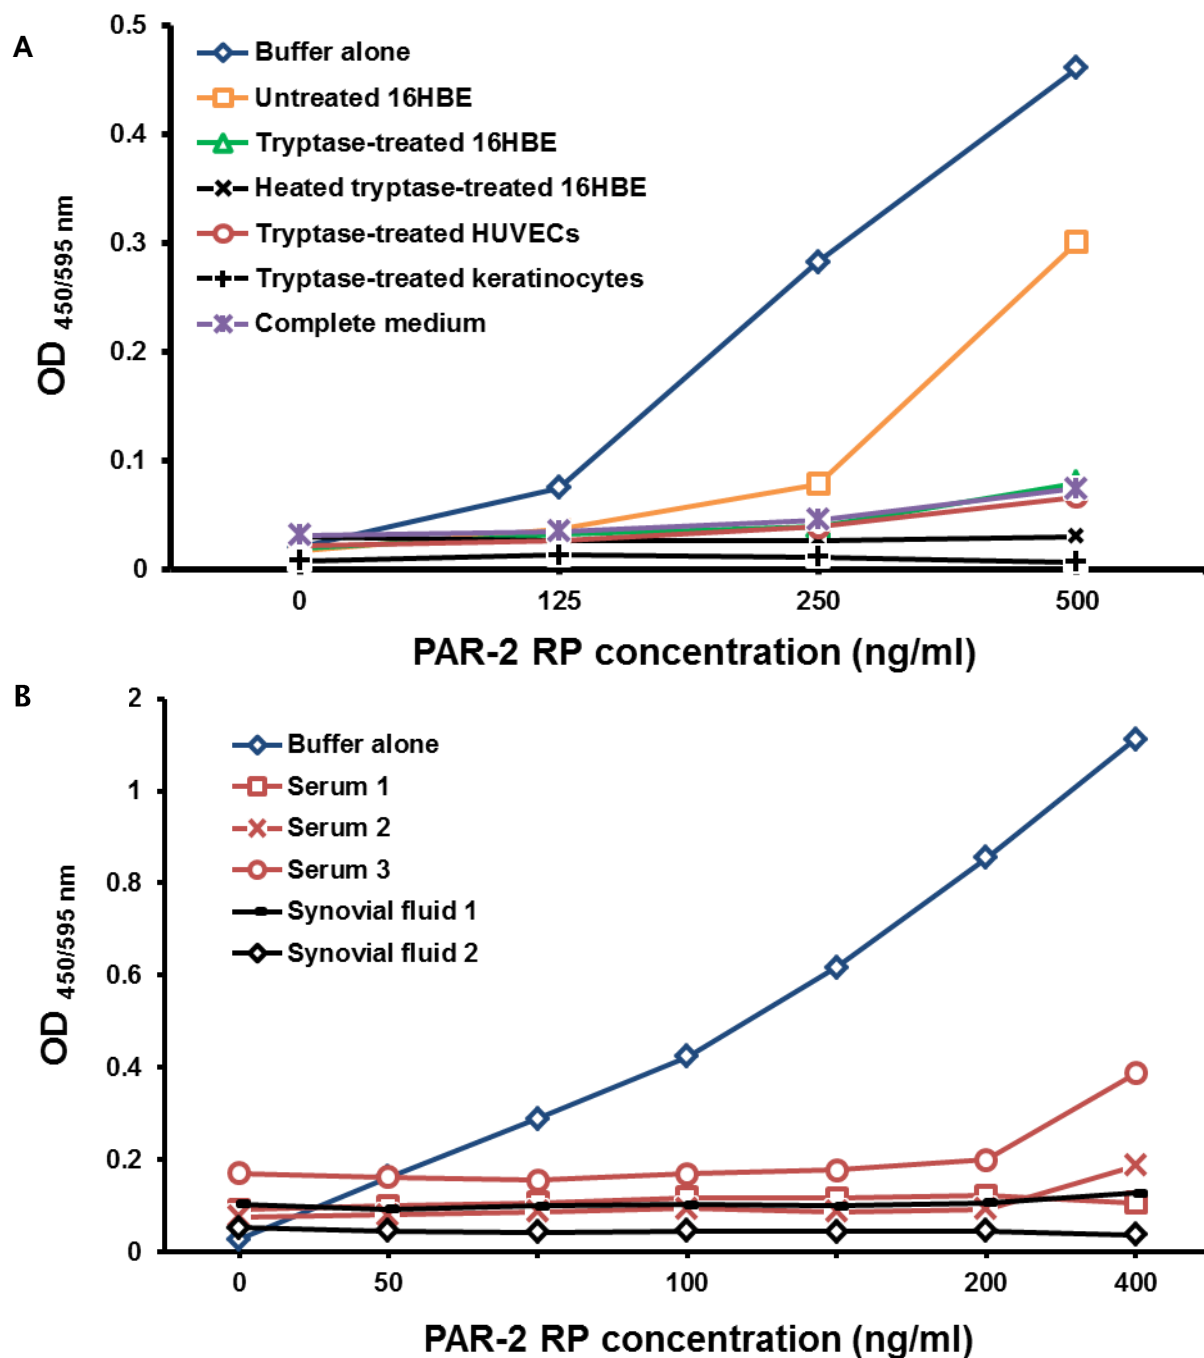 A
0.5
0.4
0.3
0.2
0.1
0
OD 450/595 nm
Buffer alone
Untreated 16HBE
Tryptase-treated 16HBE
Heated tryptase-treated 16HBE
Tryptase-treated HUVECs
Tryptase-treated keratinocytes
Complete medium
0 125 250 500
PAR-2 RP concentration (ng/ml)
B
2
1
0.8
0.6
0.4
0.2
0
OD 450/595 nm
Buffer alone
Serum 1
Serum 2
Serum 3
Synovial fluid 1
Synovial fluid 2
0 50 100 200 400
PAR-2 RP concentration (ng/ml)